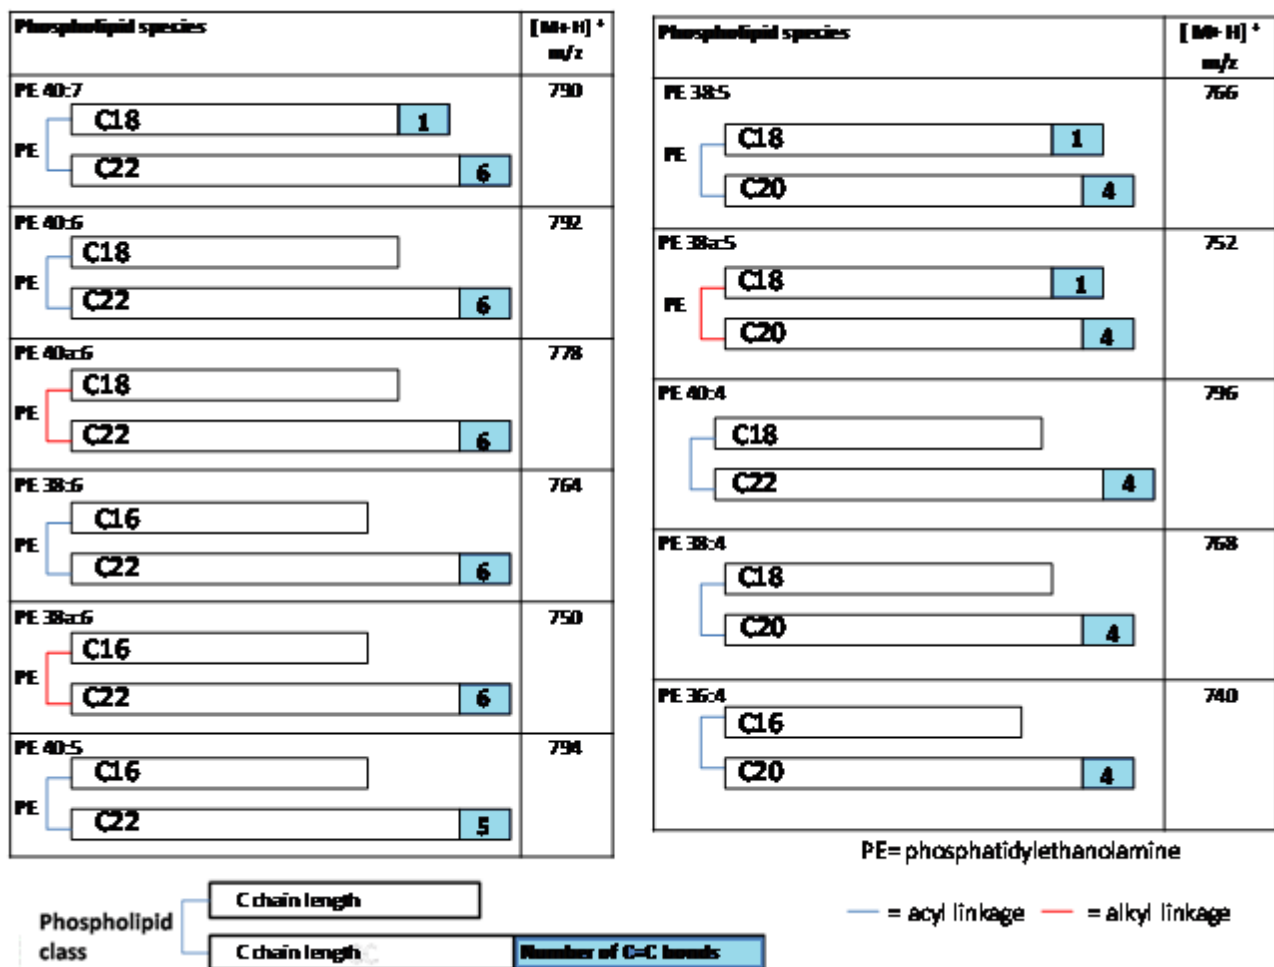 Phospholipid species [M+H]+
m/z
PE 40:7 790
C18 1
PE
C22 6
PE 40:6 792
C18
PE
C22 6
PE 40a:6 778
C18
PE
C22 6
PE 38:6 764
C16
PE
C22 6
PE 38a:6 750
C16
PE
C22 6
PE 40:5 794
C16
PE
C22 5
Phospholipid species [M+H]+
m/z
PE 38:5 766
C18 1
PE
C20 4
PE 38a:5 752
C18 1
PE
C20 4
PE 40:4 796
C18
C22 4
PE 38:4 768
C18
C20 4
PE 36:4 740
C16
C20 4
PE= phosphatidylethanolamine
= acyl linkage = alkyl linkage
Phospholipid
class
C chain length
C chain length Number of C=C bonds